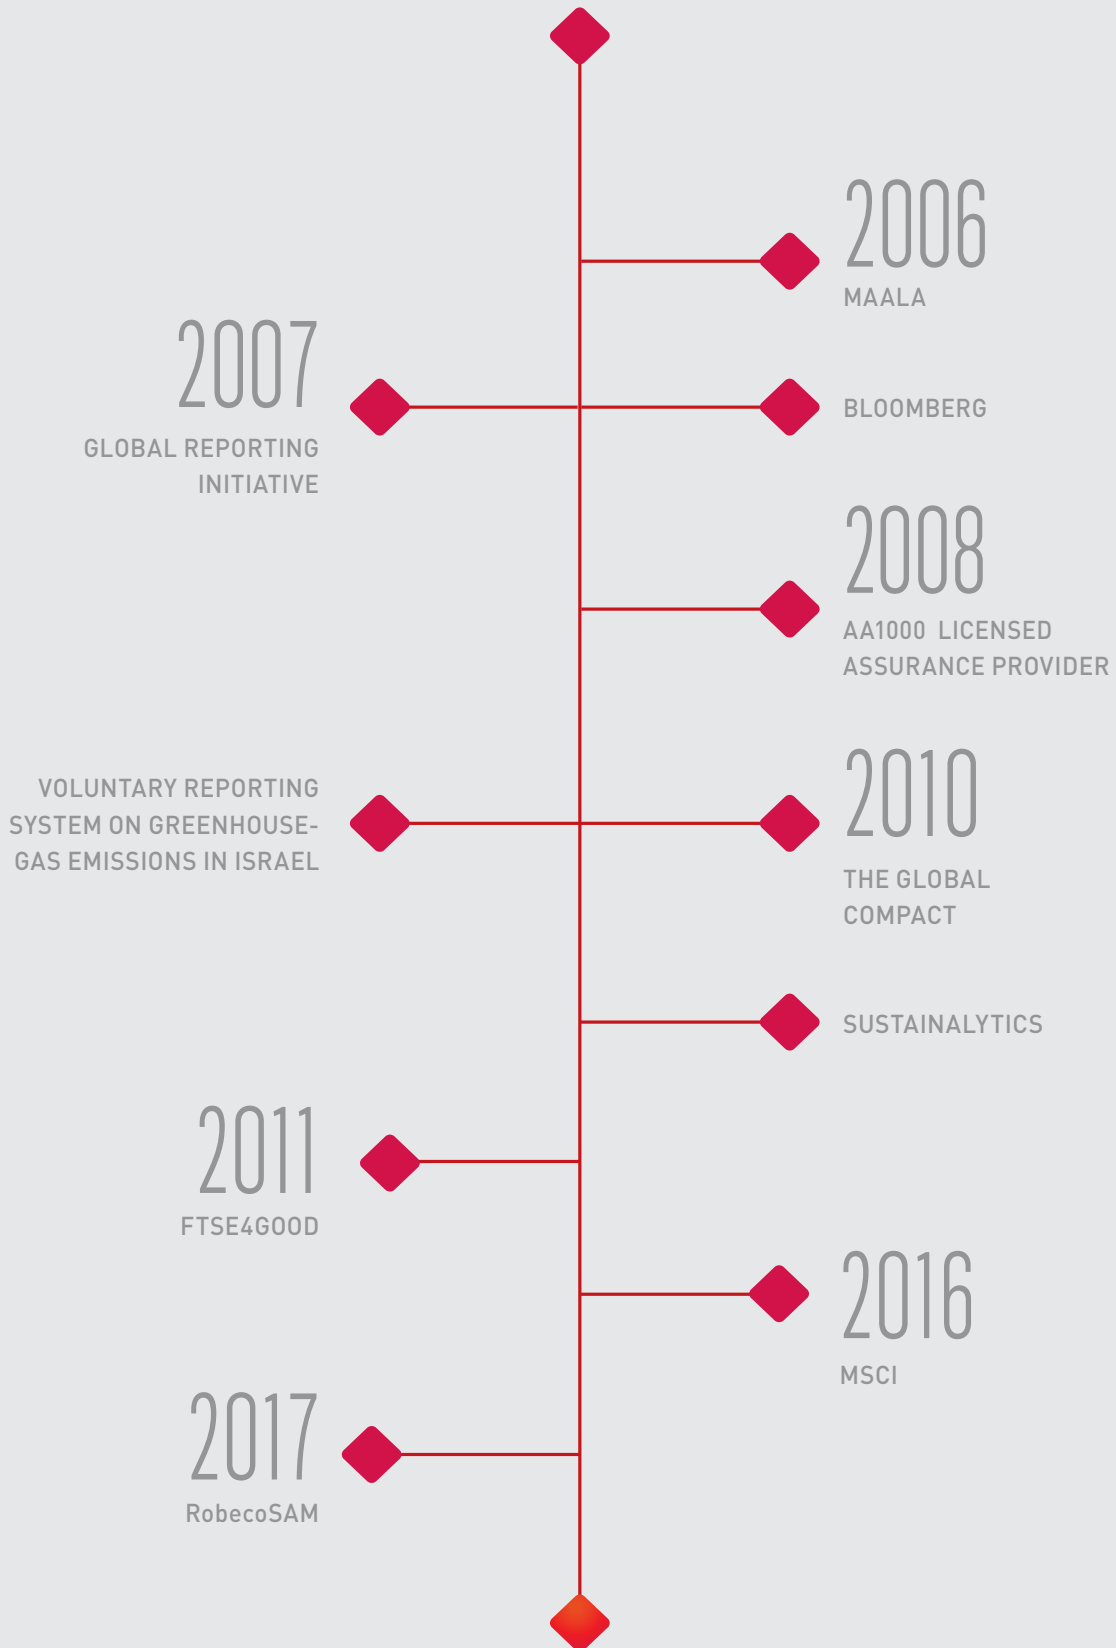 2006
MAALA
2007
GLOBAL REPORTING
INITIATIVE
BLOOMBERG
2008
AA1000 LICENSED
ASSURANCE PROVIDER
VOLUNTARY REPORTING
SYSTEM ON GREENHOUSE-
GAS EMISSIONS IN ISRAEL
2010
THE GLOBAL
COMPACT
SUSTAINALYTICS
2011
FTSE4GOOD
2016
MSCI
2017
RobecoSAM